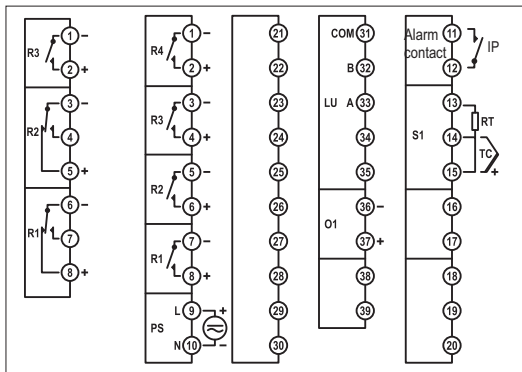 R3 1 −
2 +
R2 3 −
4
5 +
R1 6 −
7
8 +
R4 1 −
2 +
R3 3 −
4 +
R2 5 −
6 +
R1 7 −
8 +
PS L 9 +
N 10 −
21
22
23
24
25
26
27
28
29
30
COM 31
B 32
LU A 33
34
35
O1 36 −
37 +
38
39
Alarm 11
contact 12 IP
S1 13 RT
14 TC
15 +
16
17
18
19
20